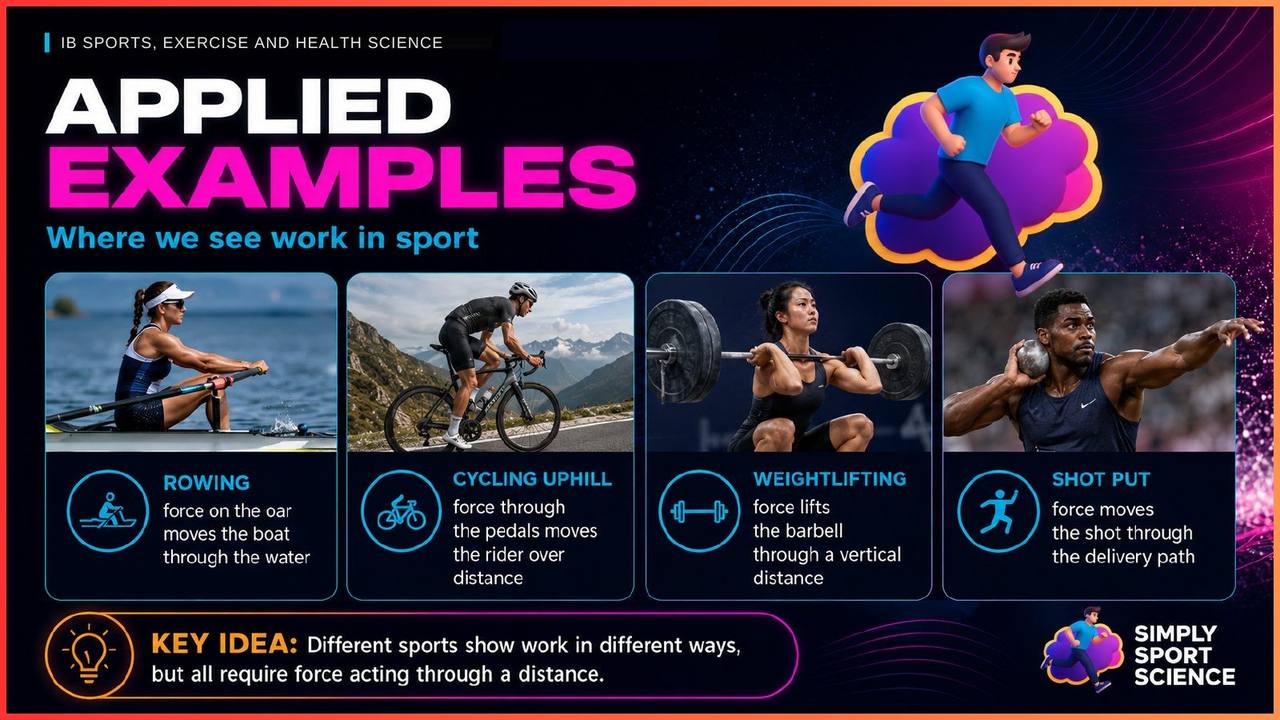 IB SPORTS, EXERCISE AND HEALTH SCIENCE
APPLIED
EXAMPLES
Where we see work in sport
ROWING
force on the oar
moves the boat
through the water
CYCLING UPHILL
force through
the pedals moves
the rider over
distance
WEIGHTLIFTING
force lifts
the barbell
through a vertical
distance
SHOT PUT
force moves
the shot through
the delivery path
KEY IDEA: Different sports show work in different ways,
but all require force acting through a distance.
SIMPLY
SPORT
SCIENCE